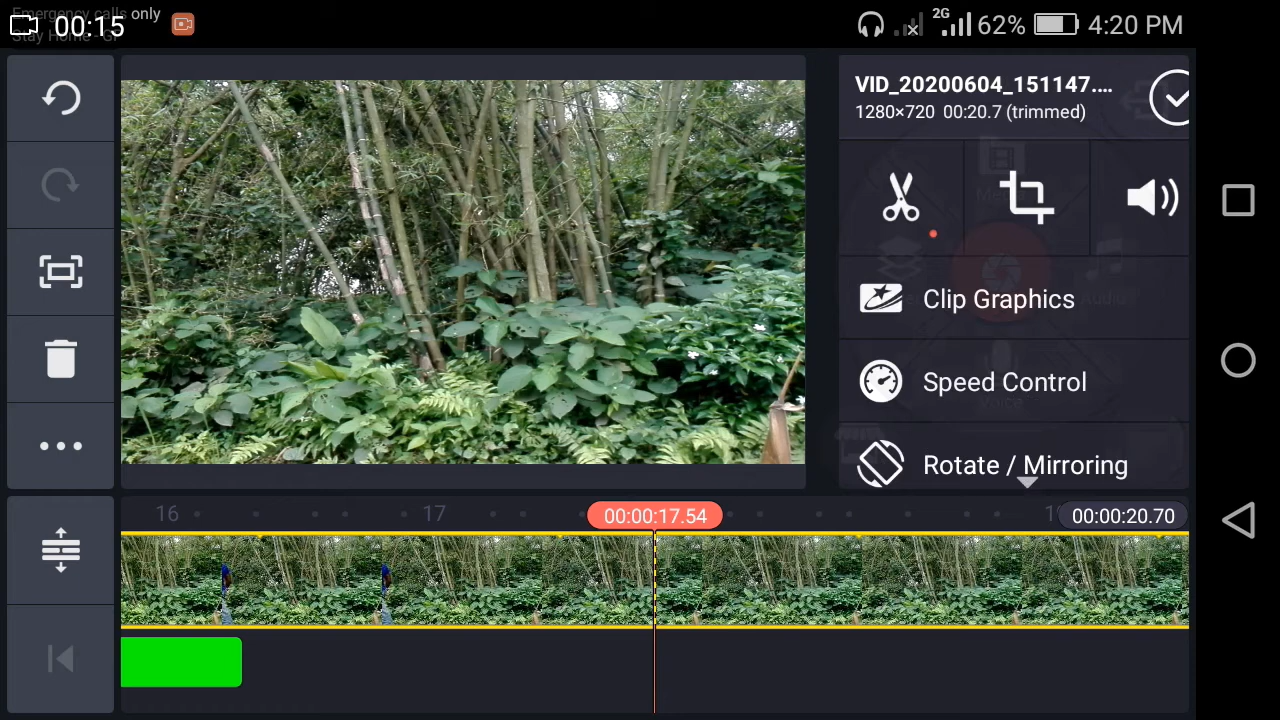 Emergency calls only
00:15
2G
62%
4:20 PM
VID_20200604_151147....
1280×720 00:20.7 (trimmed)
Clip Graphics
Speed Control
Rotate / Mirroring
16
17
00:00:17.54
00:00:20.70